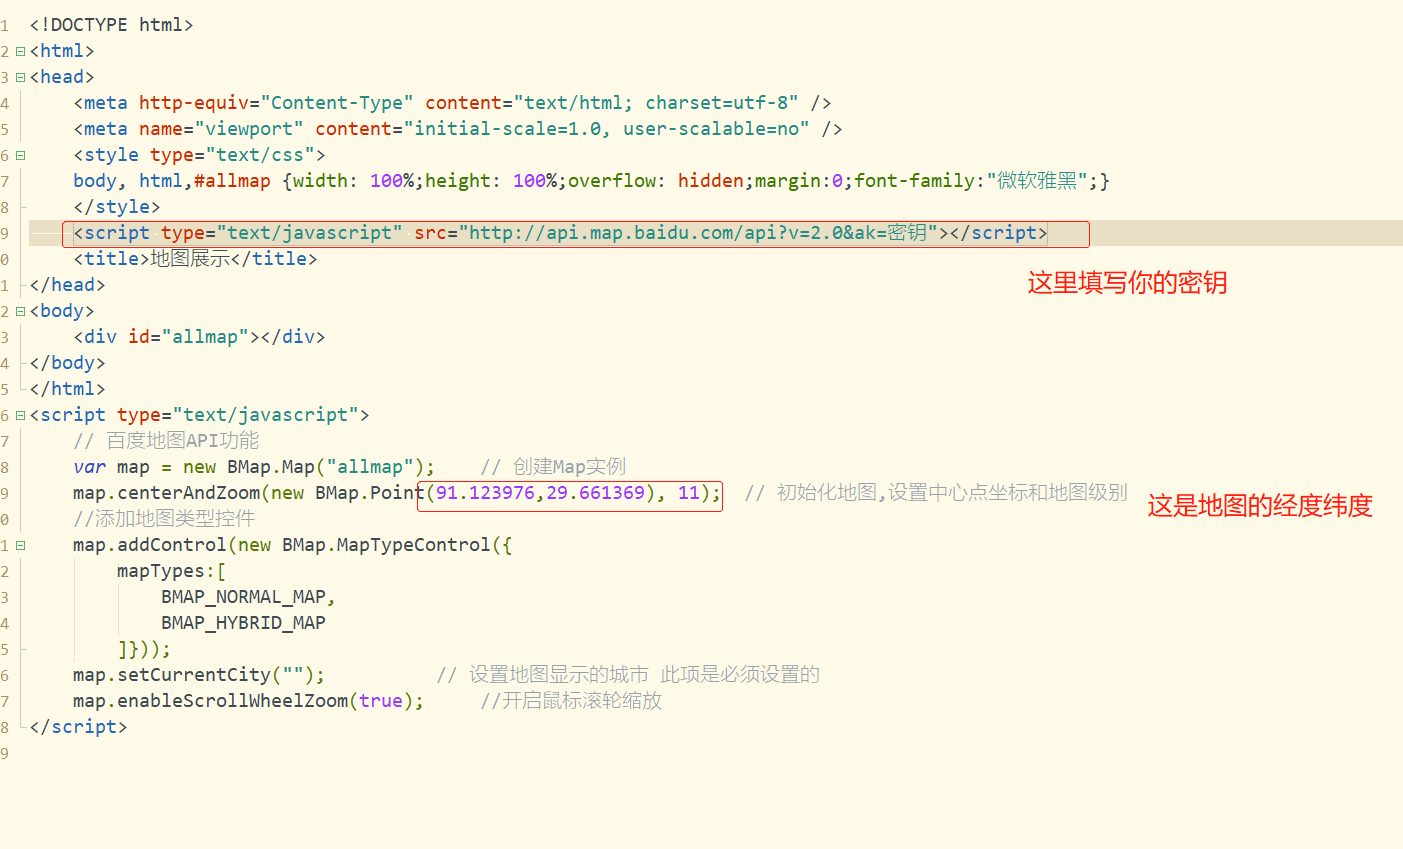 1 <!DOCTYPE html>
2 <html>
3 <head>
4 <meta http-equiv="Content-Type" content="text/html; charset=utf-8" />
5 <meta name="viewport" content="initial-scale=1.0, user-scalable=no" />
6 <style type="text/css">
7 body, html,#allmap {width: 100%;height: 100%;overflow: hidden;margin:0;font-family:"微软雅黑";}
8 </style>
9 <script type="text/javascript" src="http://api.map.baidu.com/api?v=2.0&ak=密钥"></script>
0 <title>地图展示</title>
这里填写你的密钥
1 </head>
2 <body>
3 <div id="allmap"></div>
4 </body>
5 </html>
6 <script type="text/javascript">
7 // 百度地图API功能
8 var map = new BMap.Map("allmap"); // 创建Map实例
9 map.centerAndZoom(new BMap.Point(91.123976,29.661369), 11); // 初始化地图,设置中心点坐标和地图级别
这是地图的经度纬度
0 //添加地图类型控件
1 map.addControl(new BMap.MapTypeControl({
2 mapTypes:[
3 BMAP_NORMAL_MAP,
4 BMAP_HYBRID_MAP
5 ]}));
6 map.setCurrentCity(""); // 设置地图显示的城市 此项是必须设置的
7 map.enableScrollWheelZoom(true); //开启鼠标滚轮缩放
8 </script>
9